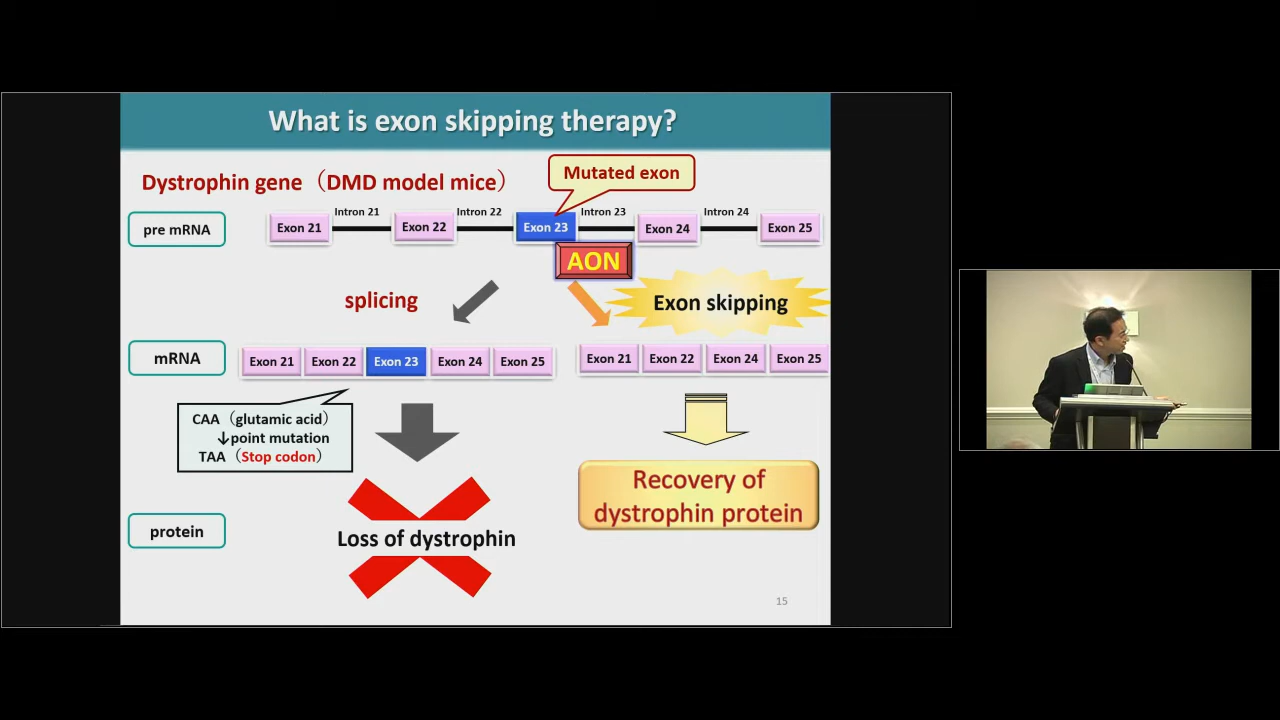 What is exon skipping therapy?
Dystrophin gene（DMD model mice）
Mutated exon
pre mRNA
Exon 21
Intron 21
Exon 22
Intron 22
Exon 23
Intron 23
Exon 24
Intron 24
Exon 25
AON
splicing
Exon skipping
mRNA
Exon 21
Exon 22
Exon 23
Exon 24
Exon 25
Exon 21
Exon 22
Exon 24
Exon 25
CAA（glutamic acid）
↓point mutation
TAA（Stop codon）
Recovery of
dystrophin protein
protein
Loss of dystrophin
15